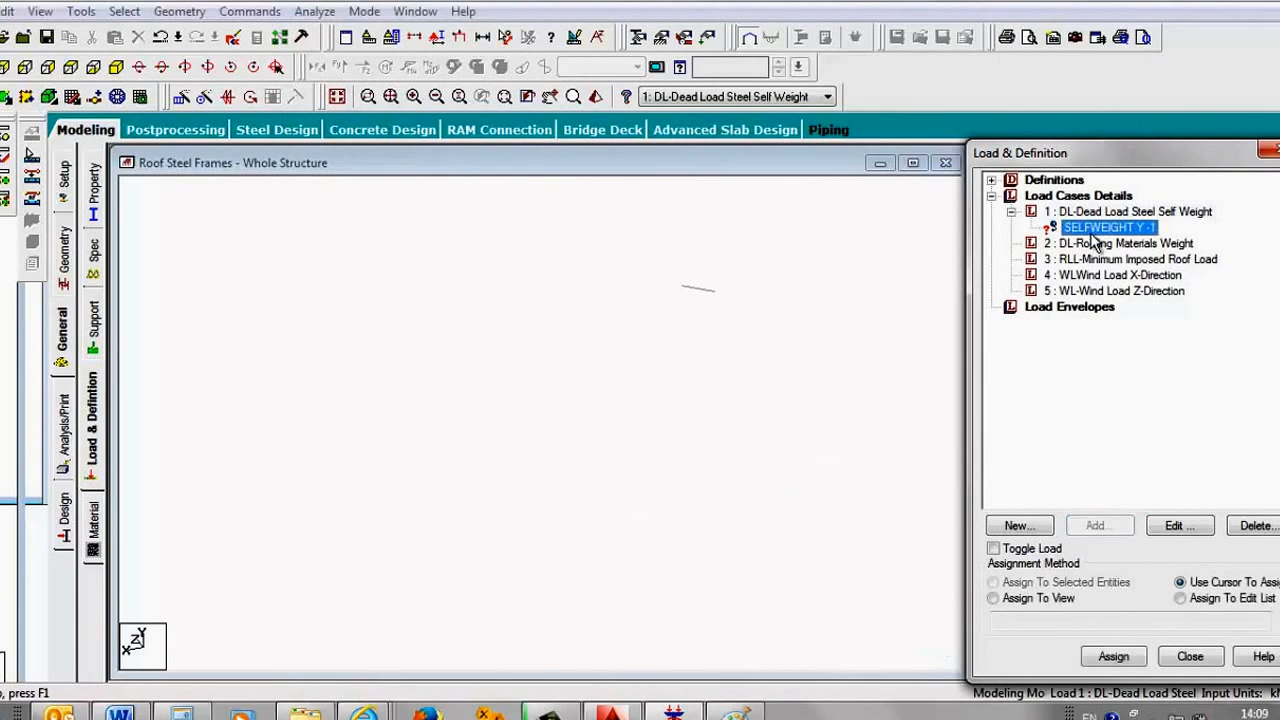 dit View Tools Select Geometry Commands Analyze Mode Window Help
1: DL-Dead Load Steel Self Weight
Modeling Postprocessing Steel Design Concrete Design RAM Connection Bridge Deck Advanced Slab Design Piping
Setup
Geometry
General
Analysis/Print
Design
Property
Spec
Support
Load & Definition
Material
Roof Steel Frames - Whole Structure
Y
Z
X
Load & Definition
Definitions
Load Cases Details
1 : DL-Dead Load Steel Self Weight
SELFWEIGHT Y -1
2 : DL-Roofing Materials Weight
3 : RLL-Minimum Imposed Roof Load
4 : WLWind Load X-Direction
5 : WL-Wind Load Z-Direction
Load Envelopes
New... Add... Edit ... Delete...
Toggle Load
Assignment Method
Assign To Selected Entities Use Cursor To Assi
Assign To View Assign To Edit List
Assign Close Help
p, press F1 Modeling Mo Load 1 : DL-Dead Load Steel Input Units: k
EN 14:09